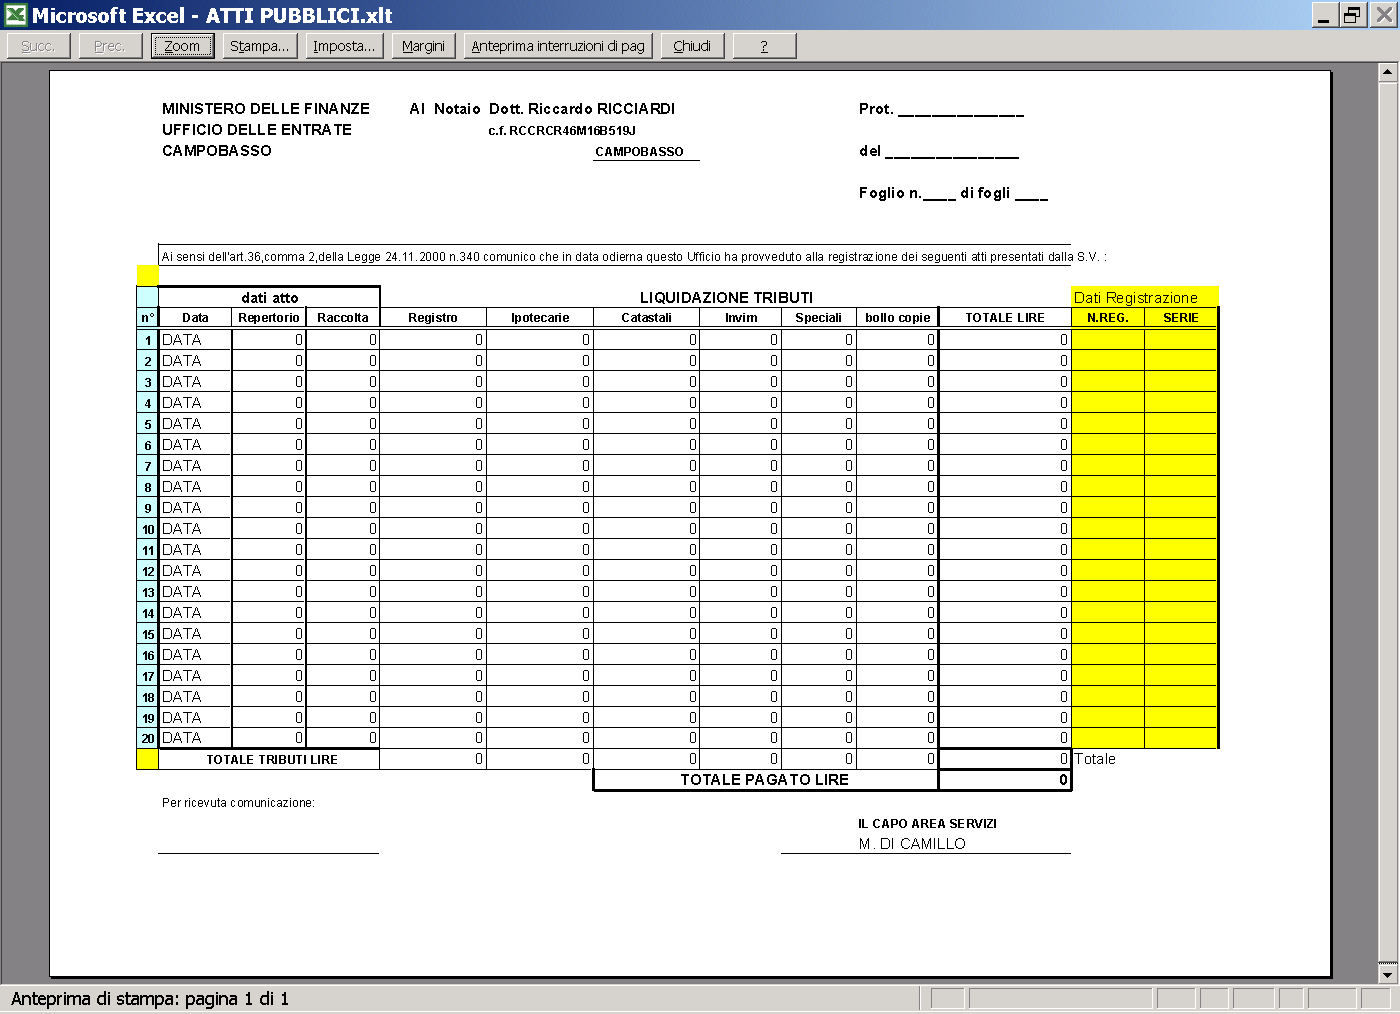 Microsoft Excel - ATTI PUBBLICI.xlt
Succ. Prec. Zoom Stampa... Imposta... Margini Anteprima interruzioni di pag Chiudi ?
MINISTERO DELLE FINANZE Al Notaio Dott. Riccardo RICCIARDI Prot. _______________
UFFICIO DELLE ENTRATE c.f. RCCRCR46M16B519J
CAMPOBASSO CAMPOBASSO del ________________
Foglio n.____ di fogli ____
Ai sensi dell'art.36,comma 2,della Legge 24.11.2000 n.340 comunico che in data odierna questo Ufficio ha provveduto alla registrazione dei seguenti atti presentati dalla S.V. :
dati atto LIQUIDAZIONE TRIBUTI Dati Registrazione
n° Data Repertorio Raccolta Registro Ipotecarie Catastali Invim Speciali bollo copie TOTALE LIRE N.REG. SERIE
1 DATA 0 0 0 0 0 0 0 0 0
2 DATA 0 0 0 0 0 0 0 0 0
3 DATA 0 0 0 0 0 0 0 0 0
4 DATA 0 0 0 0 0 0 0 0 0
5 DATA 0 0 0 0 0 0 0 0 0
6 DATA 0 0 0 0 0 0 0 0 0
7 DATA 0 0 0 0 0 0 0 0 0
8 DATA 0 0 0 0 0 0 0 0 0
9 DATA 0 0 0 0 0 0 0 0 0
10 DATA 0 0 0 0 0 0 0 0 0
11 DATA 0 0 0 0 0 0 0 0 0
12 DATA 0 0 0 0 0 0 0 0 0
13 DATA 0 0 0 0 0 0 0 0 0
14 DATA 0 0 0 0 0 0 0 0 0
15 DATA 0 0 0 0 0 0 0 0 0
16 DATA 0 0 0 0 0 0 0 0 0
17 DATA 0 0 0 0 0 0 0 0 0
18 DATA 0 0 0 0 0 0 0 0 0
19 DATA 0 0 0 0 0 0 0 0 0
20 DATA 0 0 0 0 0 0 0 0 0
TOTALE TRIBUTI LIRE 0 0 0 0 0 0 0 Totale
TOTALE PAGATO LIRE 0
Per ricevuta comunicazione:
IL CAPO AREA SERVIZI
M. DI CAMILLO
Anteprima di stampa: pagina 1 di 1